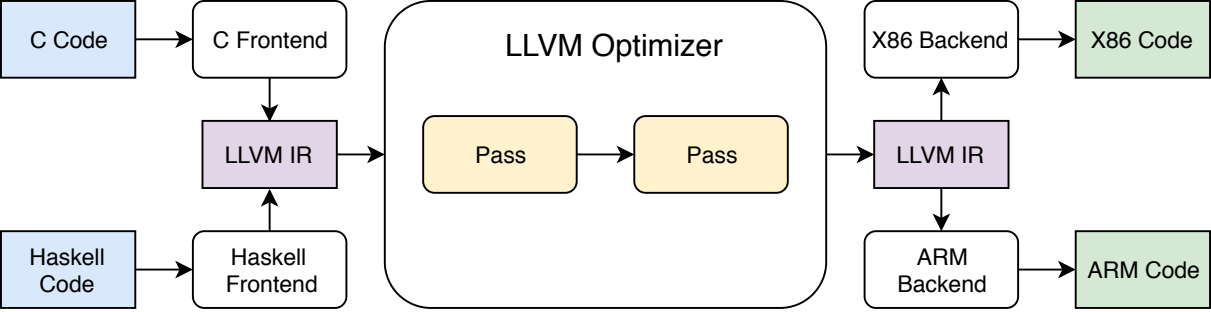 C Code
C Frontend
LLVM Optimizer
X86 Backend
X86 Code
LLVM IR
Pass
Pass
LLVM IR
Haskell
Code
Haskell
Frontend
ARM
Backend
ARM Code